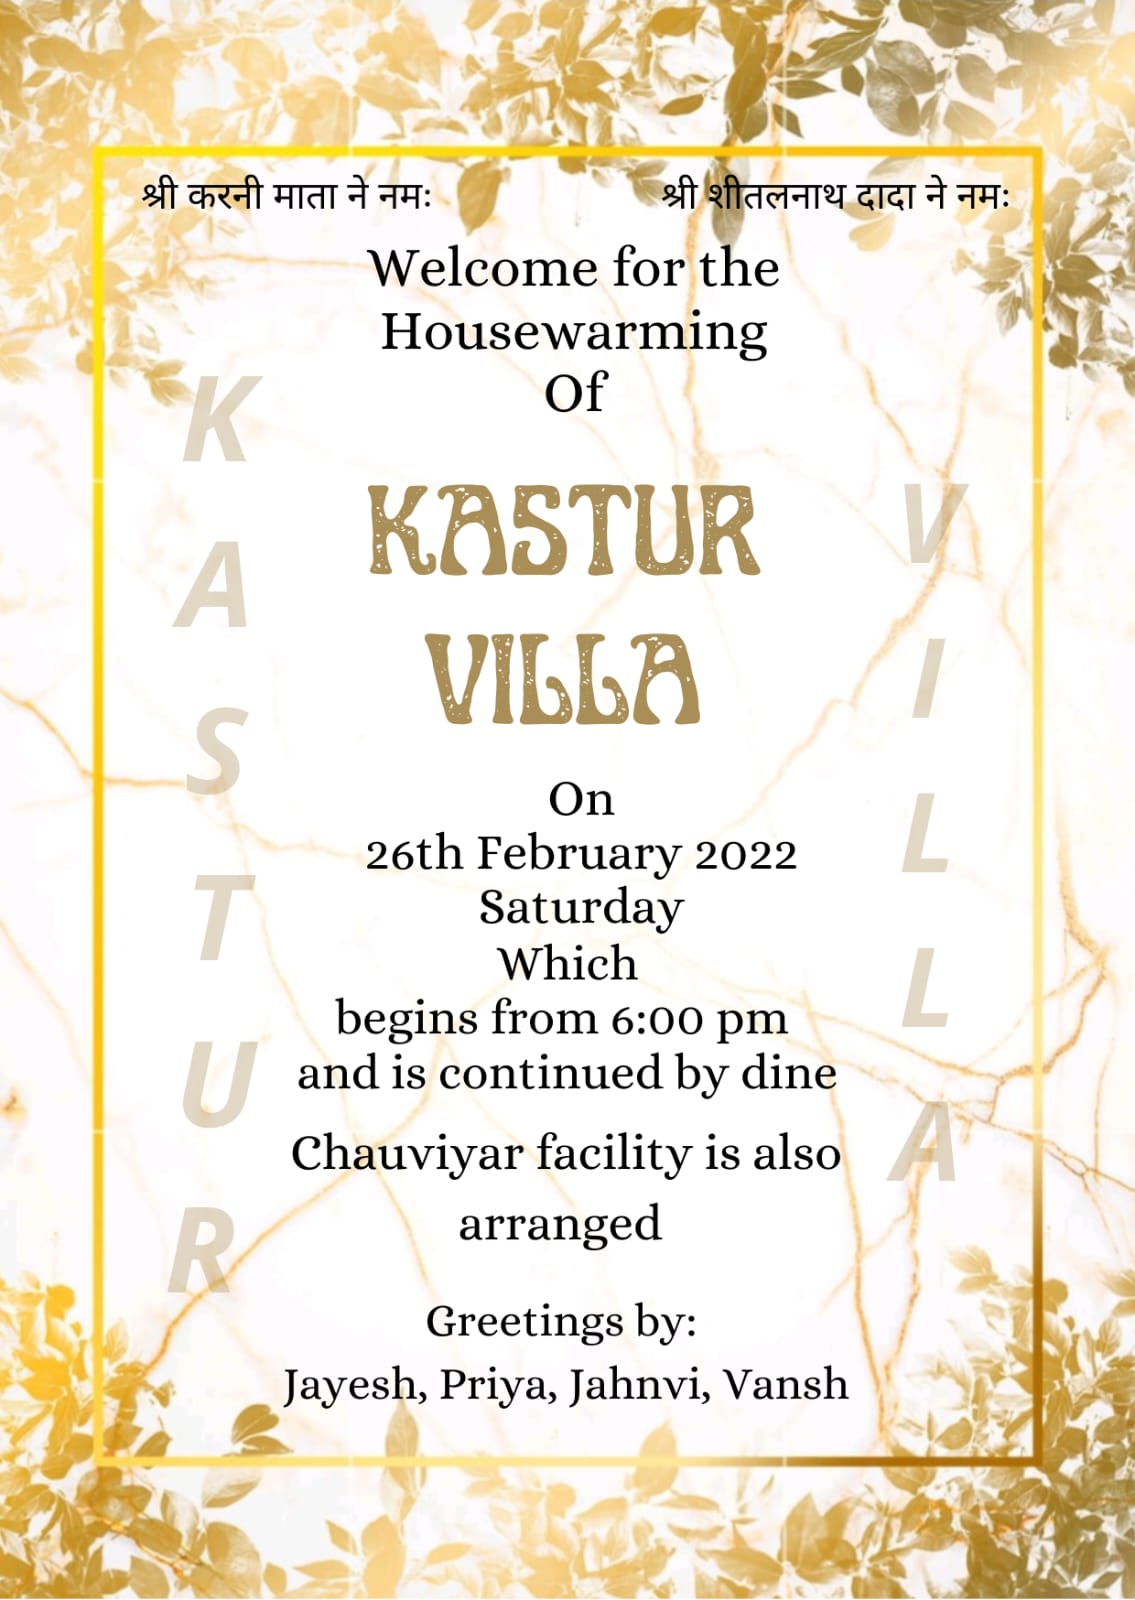 श्री करनी माता ने नमः
श्री शीतलनाथ दादा ने नमः
Welcome for the
Housewarming
Of
KASTUR
VILLA
KASTUR
VILLA
On
26th February 2022
Saturday
Which
begins from 6:00 pm
and is continued by dine
Chauviyar facility is also
arranged
Greetings by:
Jayesh, Priya, Jahnvi, Vansh